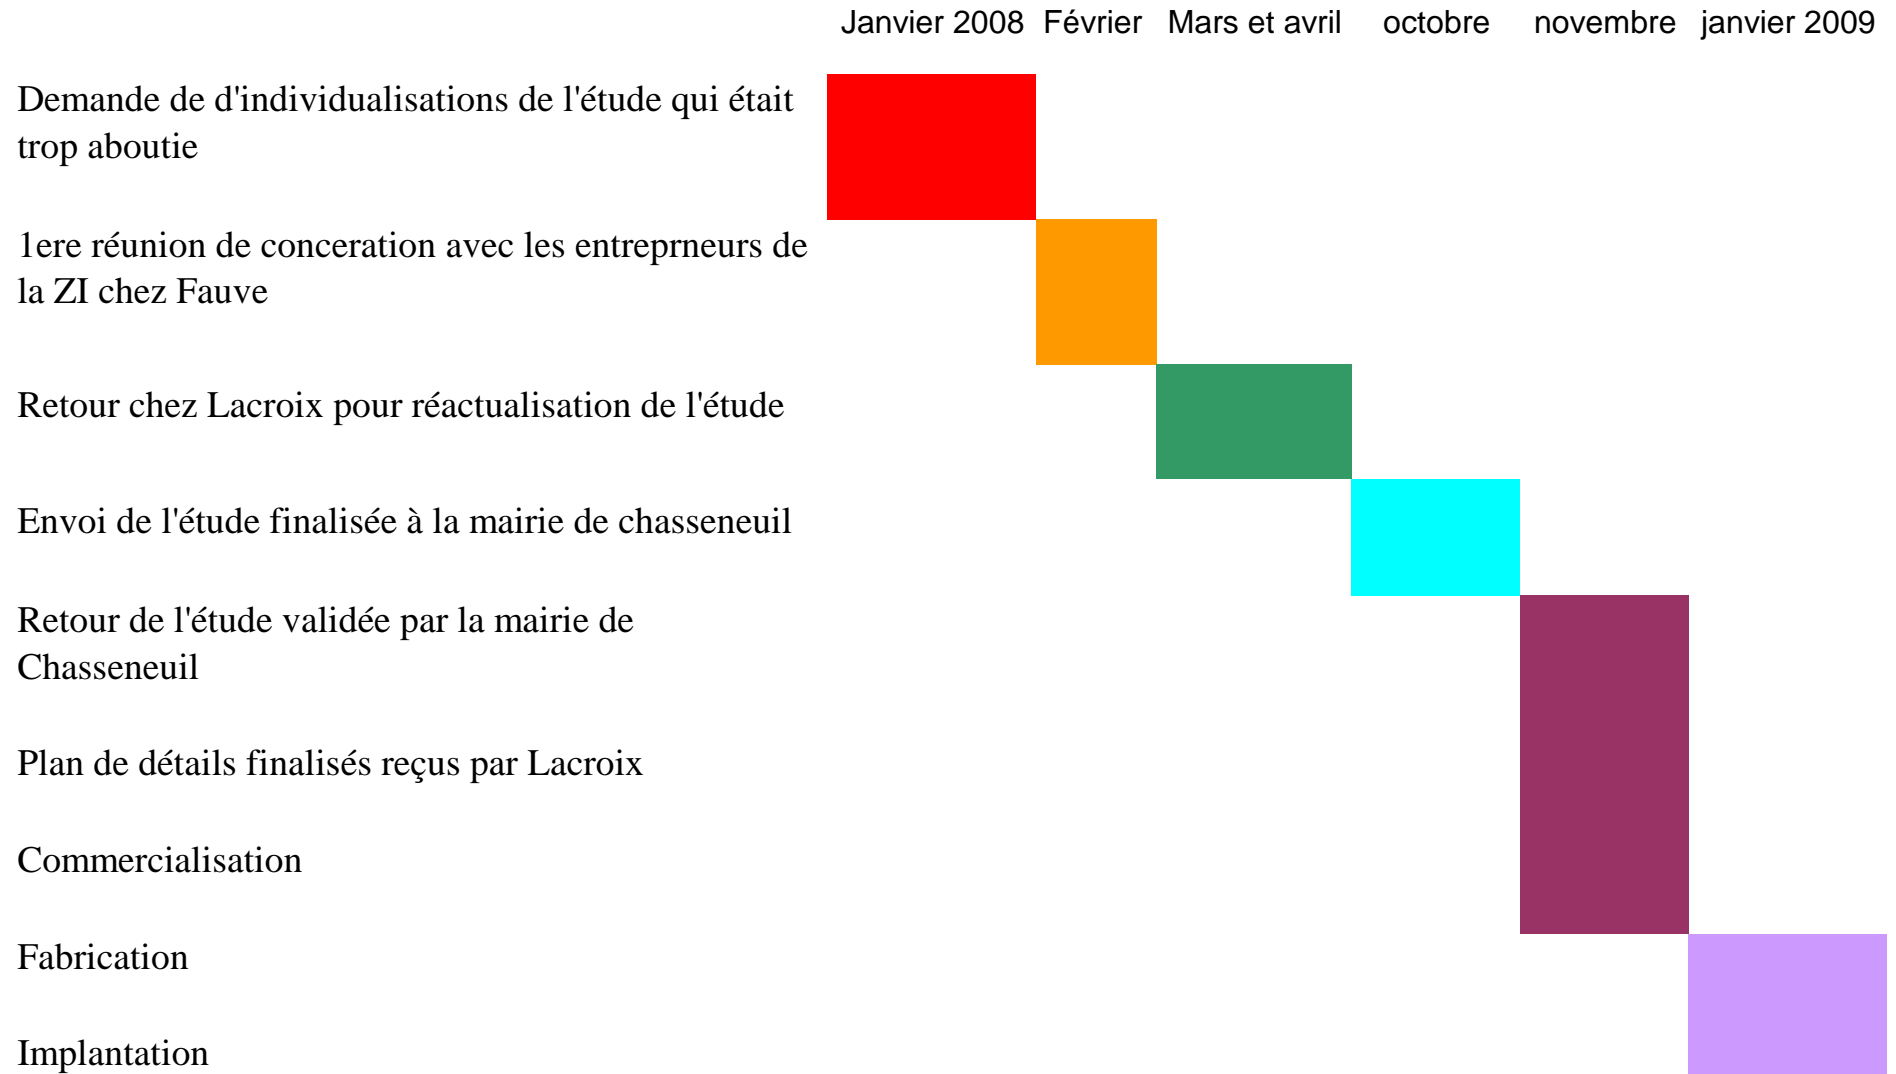 Janvier 2008 Février Mars et avril octobre novembre janvier 2009
Demande de d'individualisations de l'étude qui était
trop aboutie
1ere réunion de conceration avec les entreprneurs de
la ZI chez Fauve
Retour chez Lacroix pour réactualisation de l'étude
Envoi de l'étude finalisée à la mairie de chasseneuil
Retour de l'étude validée par la mairie de
Chasseneuil
Plan de détails finalisés reçus par Lacroix
Commercialisation
Fabrication
Implantation